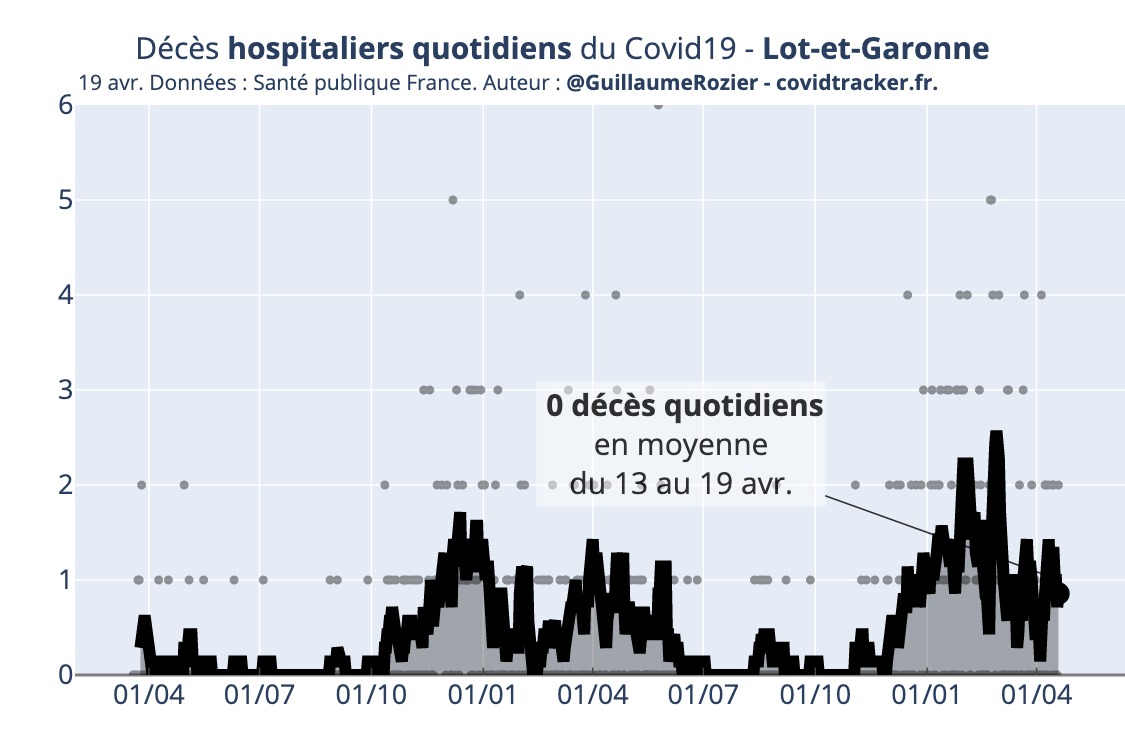 Décès hospitaliers quotidiens du Covid19 - Lot-et-Garonne
19 avr. Données : Santé publique France. Auteur : @GuillaumeRozier - covidtracker.fr.
6
5
4
3
2
1
0
0 décès quotidiens
en moyenne
du 13 au 19 avr.
01/04 01/07 01/10 01/01 01/04 01/07 01/10 01/01 01/04